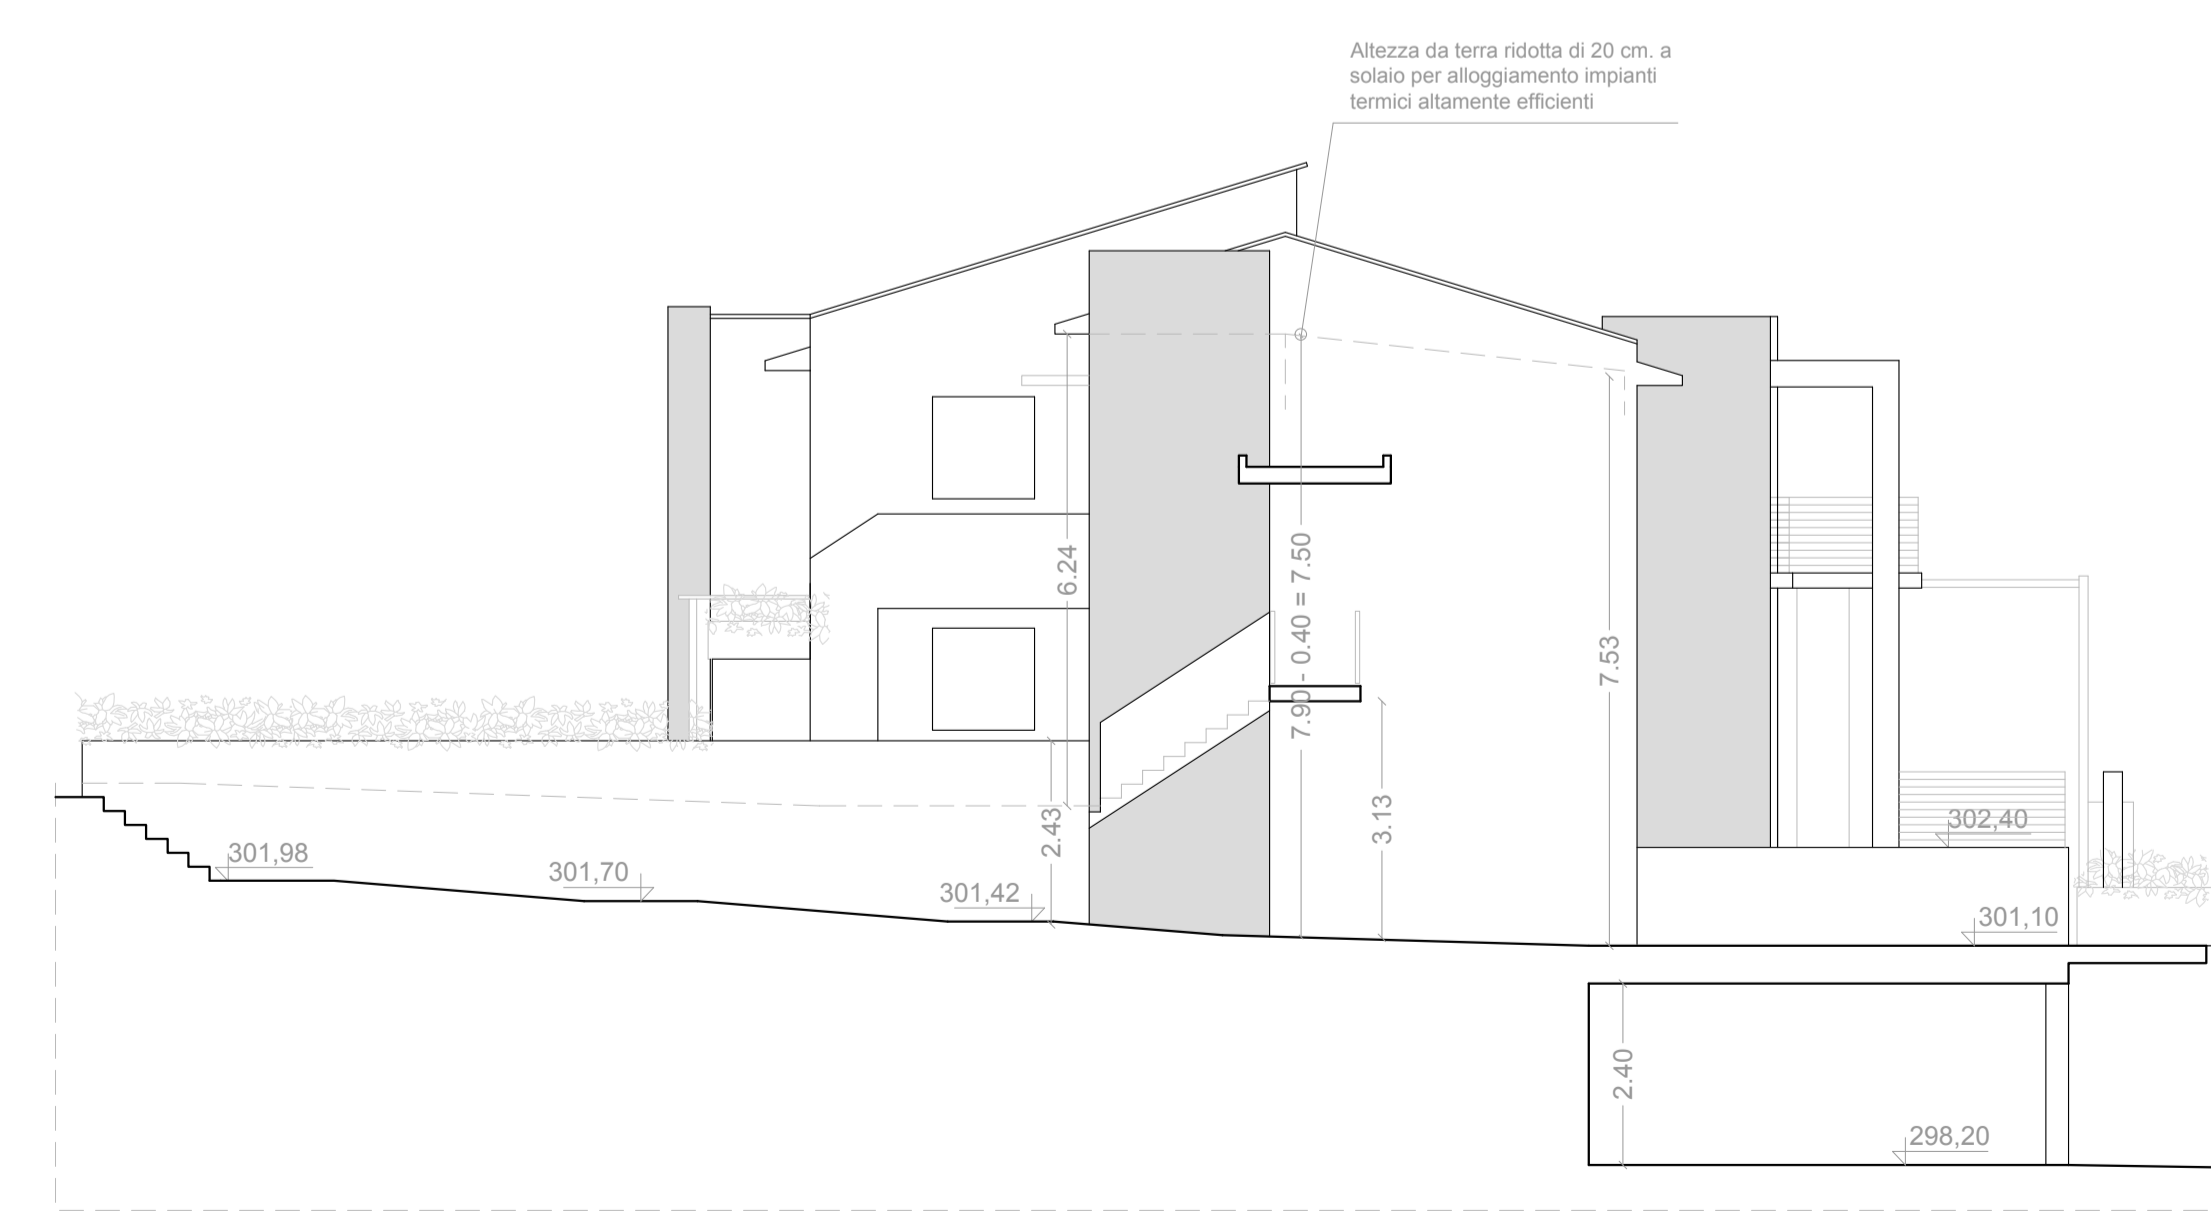 Altezza da terra ridotta di 20 cm. a
solaio per alloggiamento impianti
termici altamente efficienti
6.24
7.90 - 0.40 = 7.50
7.53
2.43
3.13
302,40
301,98
301,70
301,42
301,10
2.40
298,20